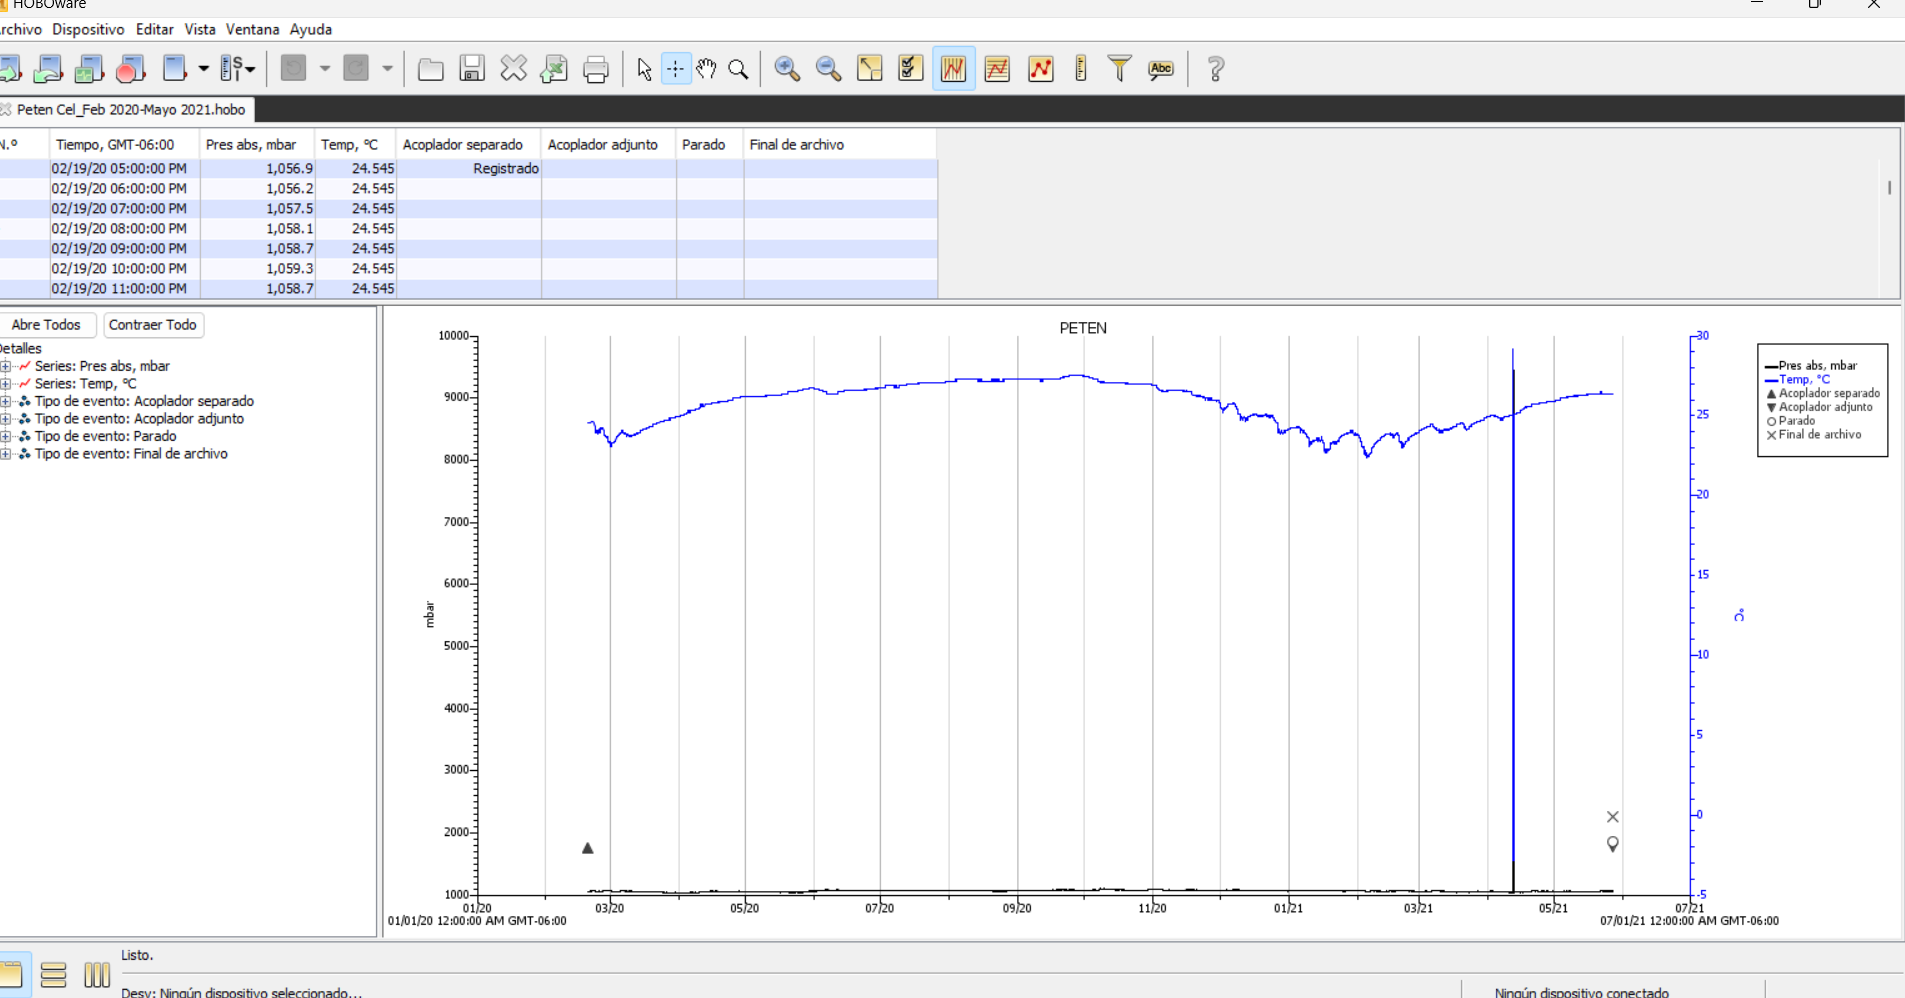 HOBOware
Archivo Dispositivo Editar Vista Ventana Ayuda
Abc
Peten Cel_Feb 2020-Mayo 2021.hobo
N.º Tiempo, GMT-06:00 Pres abs, mbar Temp, °C Acoplador separado Acoplador adjunto Parado Final de archivo
02/19/20 05:00:00 PM 1,056.9 24.545 Registrado
02/19/20 06:00:00 PM 1,056.2 24.545
02/19/20 07:00:00 PM 1,057.5 24.545
02/19/20 08:00:00 PM 1,058.1 24.545
02/19/20 09:00:00 PM 1,058.7 24.545
02/19/20 10:00:00 PM 1,059.3 24.545
02/19/20 11:00:00 PM 1,058.7 24.545
Abre Todos Contraer Todo
Detalles
Series: Pres abs, mbar
Series: Temp, °C
Tipo de evento: Acoplador separado
Tipo de evento: Acoplador adjunto
Tipo de evento: Parado
Tipo de evento: Final de archivo
PETEN
10000
9000
8000
7000
6000
5000
4000
3000
2000
1000
mbar
30
25
20
15
10
5
0
-5
°C
Pres abs, mbar
Temp, °C
Acoplador separado
Acoplador adjunto
Parado
Final de archivo
01/20 03/20 05/20 07/20 09/20 11/20 01/21 03/21 05/21 07/21
01/01/20 12:00:00 AM GMT-06:00 07/01/21 12:00:00 AM GMT-06:00
Listo.
Desv: Ningún dispositivo seleccionado... Ningún dispositivo conectado